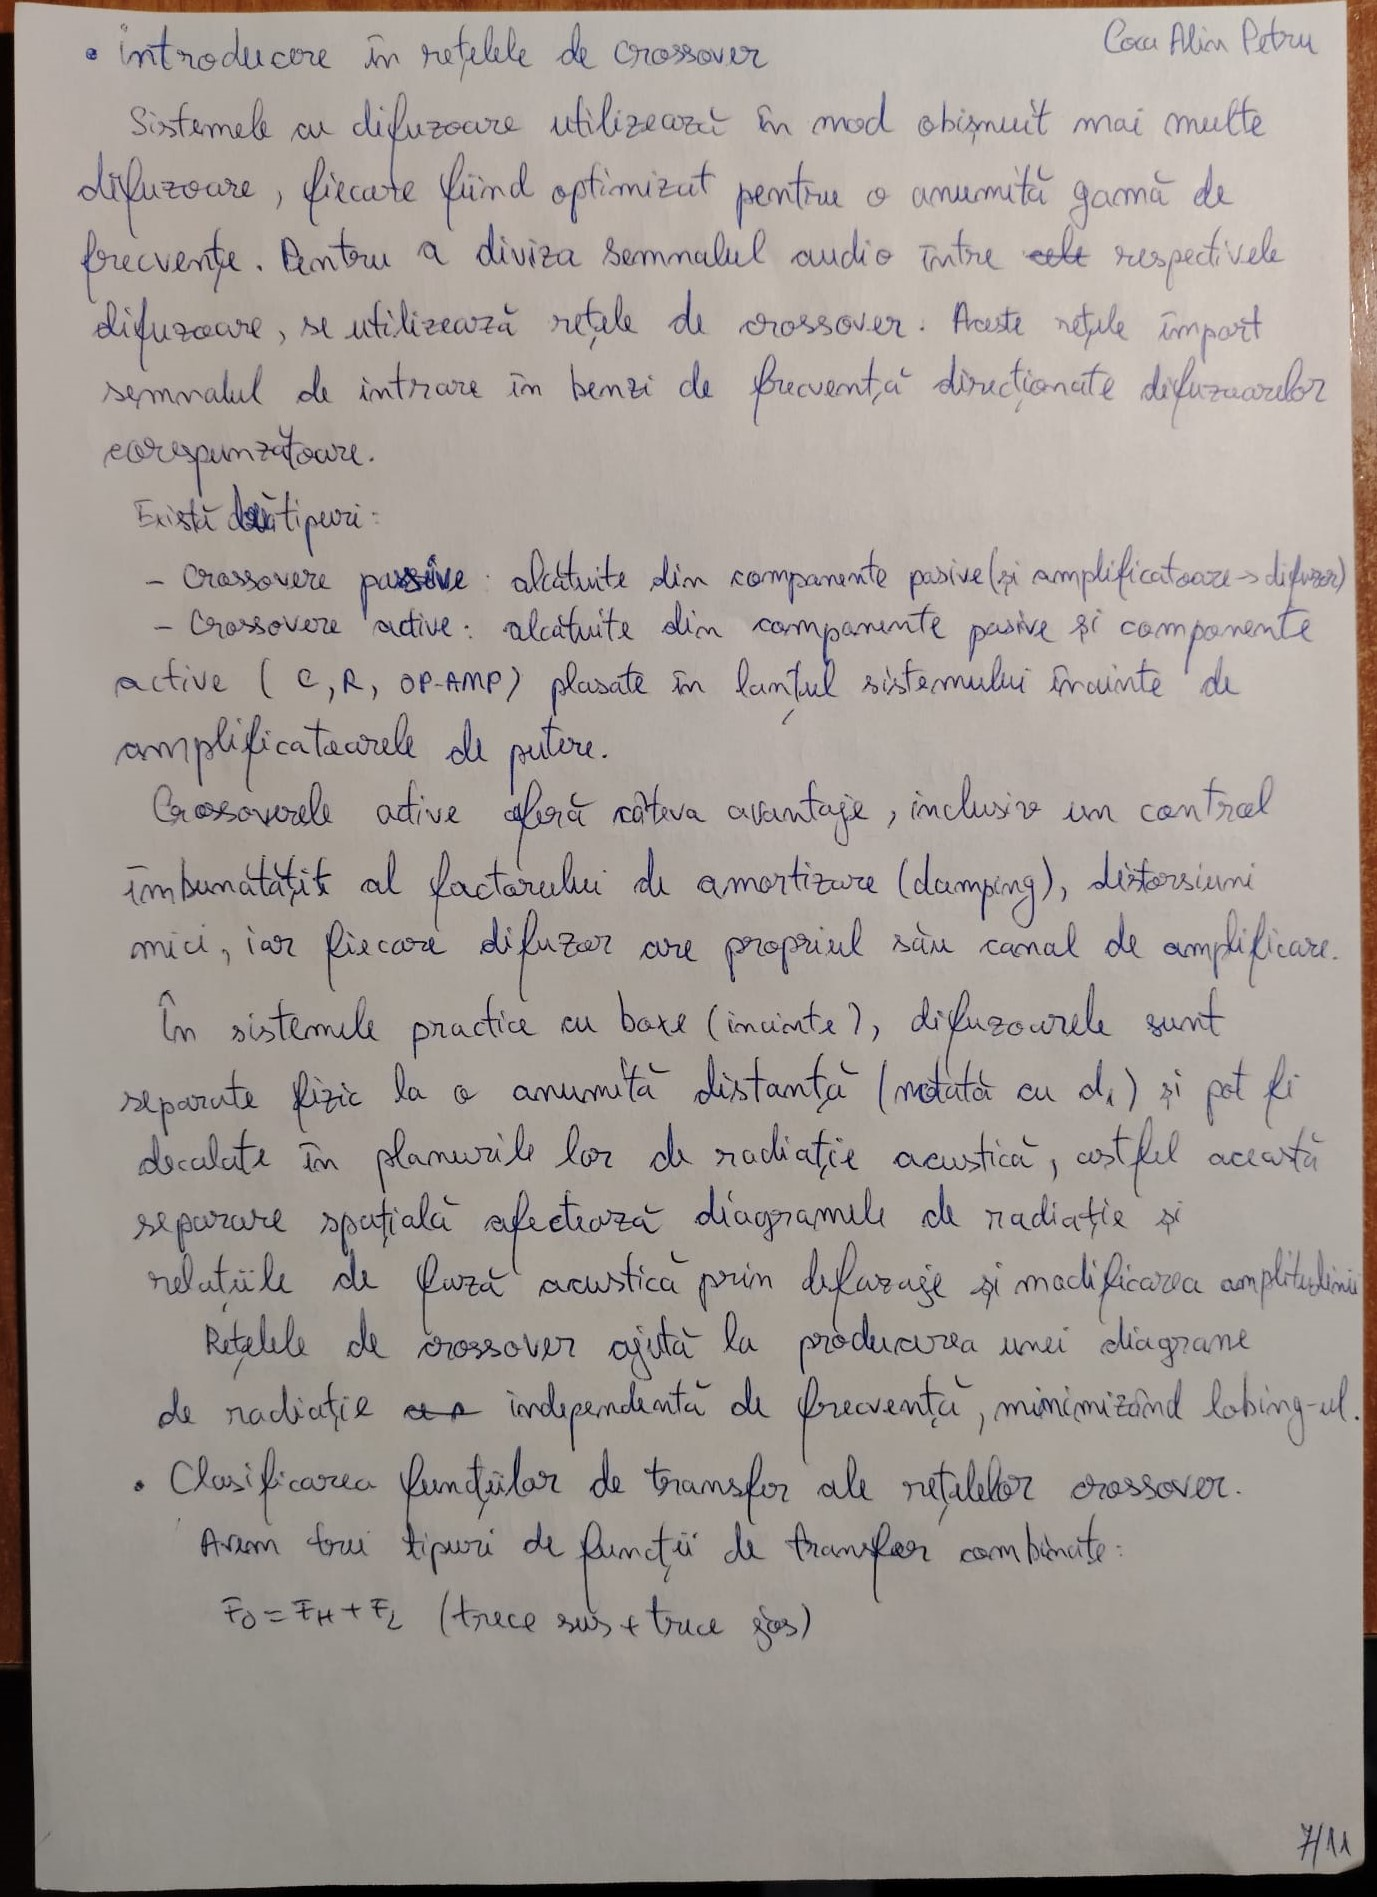 • Introducere în rețelele de crossover
Coca Alin Petru
Sistemele cu difuzoare utilizează în mod obișnuit mai multe
difuzoare, fiecare fiind optimizat pentru o anumită gamă de
frecvențe. Pentru a diviza semnalul audio între cele respectivele
difuzoare, se utilizează rețele de crossover. Aceste rețele împart
semnalul de intrare în benzi de frecvență direcționate difuzoarelor
corespunzătoare.
Există două tipuri:
- Crossovere passive: alcătuite din componente pasive (și amplificatoare -> difuzor)
- Crossovere active: alcătuite din componente pasive și componente
active (C, R, OP-AMP) plasate în lanțul sistemului înainte de
amplificatoarele de putere.
Crossoverele active oferă câteva avantaje, inclusiv un control
îmbunătățit al factorului de amortizare (damping), distorsiuni
mici, iar fiecare difuzor are propriul său canal de amplificare.
În sistemele practice cu boxe (incinte), difuzoarele sunt
separate fizic la o anumită distanță (notată cu d₁) și pot fi
decalate în planurile lor de radiație acustică, astfel această
separare spațială afectează diagramele de radiație și
relațiile de fază acustică prin defazaje și modificarea amplitudinii
Rețelele de crossover ajută la producerea unei diagrame
de radiație independentă de frecvență, minimizând lobing-ul.
• Clasificarea funcțiilor de transfer ale rețelelor crossover.
Avem trei tipuri de funcții de transfer combinate:
F₀ = F_H + F_L (trece sus + trece jos)
7/11